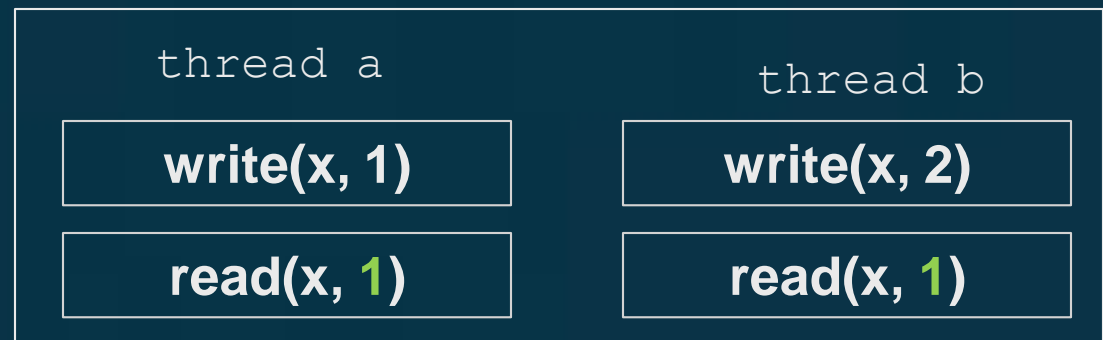 thread a
thread b
write(x, 1)
write(x, 2)
read(x, 1)
read(x, 1)